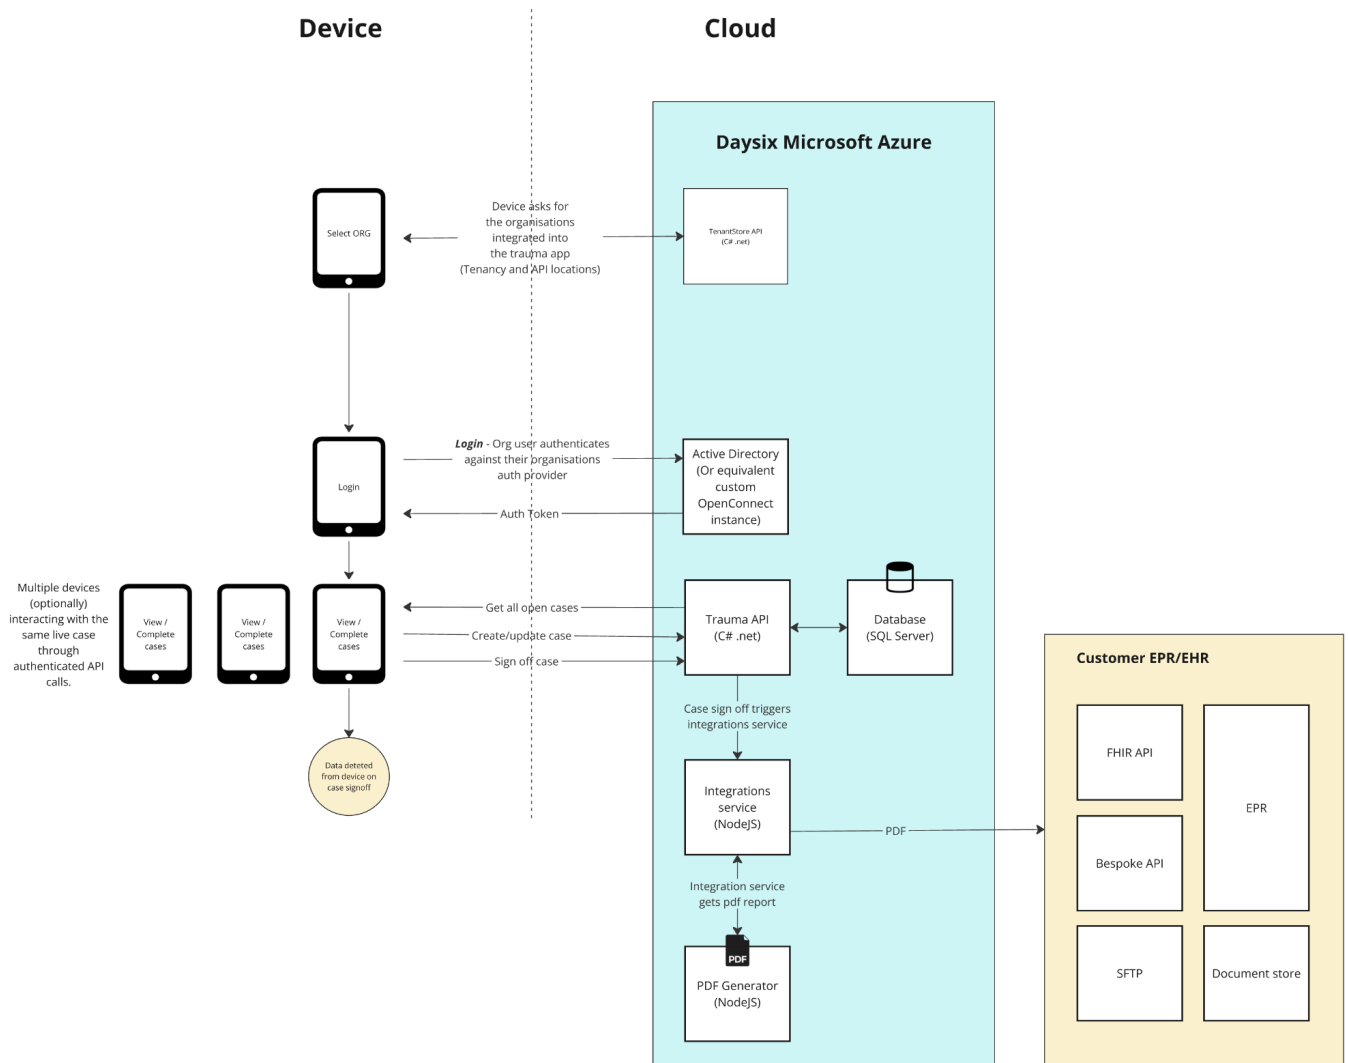 Device
Cloud
Daysix Microsoft Azure
Select ORG
Device asks for
the organisations
integrated into
the trauma app
(Tenancy and API locations)
TenantStore API
(C# .net)
Login
Login - Org user authenticates
against their organisations
auth provider
Auth Token
Active Directory
(Or equivalent
custom
OpenConnect
instance)
Multiple devices
(optionally)
interacting with the
same live case
through
authenticated API
calls.
View /
Complete
cases
View /
Complete
cases
View /
Complete
cases
Get all open cases
Create/update case
Sign off case
Trauma API
(C# .net)
Database
(SQL Server)
Case sign off triggers
integrations service
Data deteted
from device on
case signoff
Integrations
service
(NodeJS)
PDF
Integration service
gets pdf report
PDF
PDF Generator
(NodeJS)
Customer EPR/EHR
FHIR API
EPR
Bespoke API
SFTP
Document store